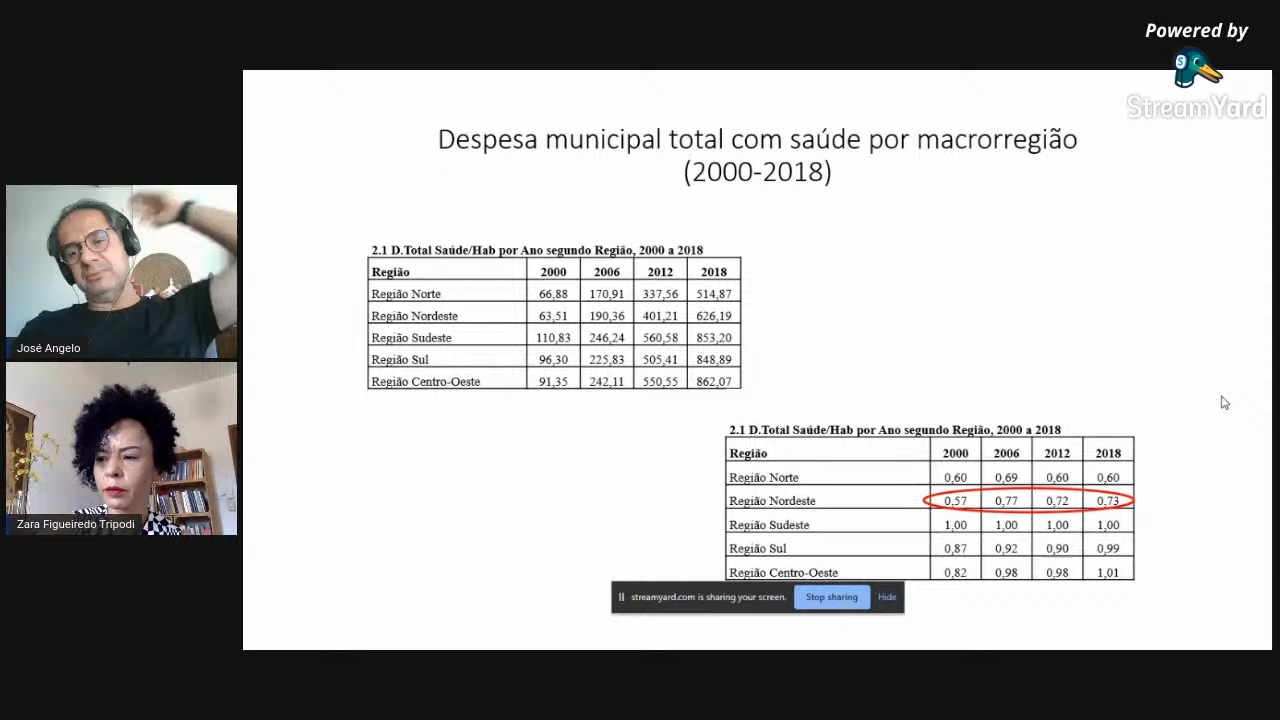 Powered by
StreamYard
Despesa municipal total com saúde por macrorregião
(2000-2018)
2.1 D.Total Saúde/Hab por Ano segundo Região, 2000 a 2018
Região 2000 2006 2012 2018
Região Norte 66,88 170,91 337,56 514,87
Região Nordeste 63,51 190,36 401,21 626,19
Região Sudeste 110,83 246,24 560,58 853,20
Região Sul 96,30 225,83 505,41 848,89
Região Centro-Oeste 91,35 242,11 550,55 862,07
José Angelo
Zara Figueiredo Tripodi
2.1 D.Total Saúde/Hab por Ano segundo Região, 2000 a 2018
Região 2000 2006 2012 2018
Região Norte 0,60 0,69 0,60 0,60
Região Nordeste 0,57 0,77 0,72 0,73
Região Sudeste 1,00 1,00 1,00 1,00
Região Sul 0,87 0,92 0,90 0,99
Região Centro-Oeste 0,82 0,98 0,98 1,01
streamyard.com is sharing your screen. Stop sharing Hide